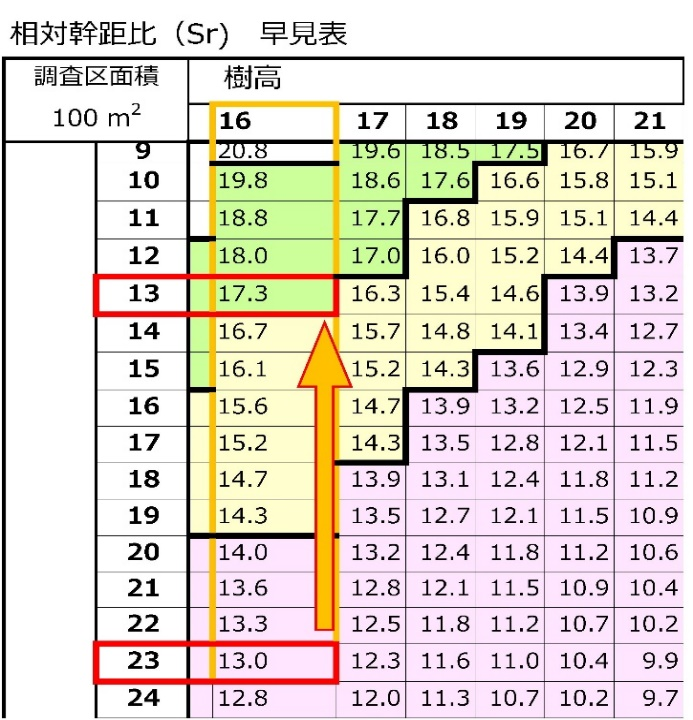 相対幹距比（Sr) 早見表
調査区面積 樹高
100 m²
16 17 18 19 20 21
9 20.8 19.6 18.5 17.5 16.7 15.9
10 19.8 18.6 17.6 16.6 15.8 15.1
11 18.8 17.7 16.8 15.9 15.1 14.4
12 18.0 17.0 16.0 15.2 14.4 13.7
13 17.3 16.3 15.4 14.6 13.9 13.2
14 16.7 15.7 14.8 14.1 13.4 12.7
15 16.1 15.2 14.3 13.6 12.9 12.3
16 15.6 14.7 13.9 13.2 12.5 11.9
17 15.2 14.3 13.5 12.8 12.1 11.5
18 14.7 13.9 13.1 12.4 11.8 11.2
19 14.3 13.5 12.7 12.1 11.5 10.9
20 14.0 13.2 12.4 11.8 11.2 10.6
21 13.6 12.8 12.1 11.5 10.9 10.4
22 13.3 12.5 11.8 11.2 10.7 10.2
23 13.0 12.3 11.6 11.0 10.4 9.9
24 12.8 12.0 11.3 10.7 10.2 9.7